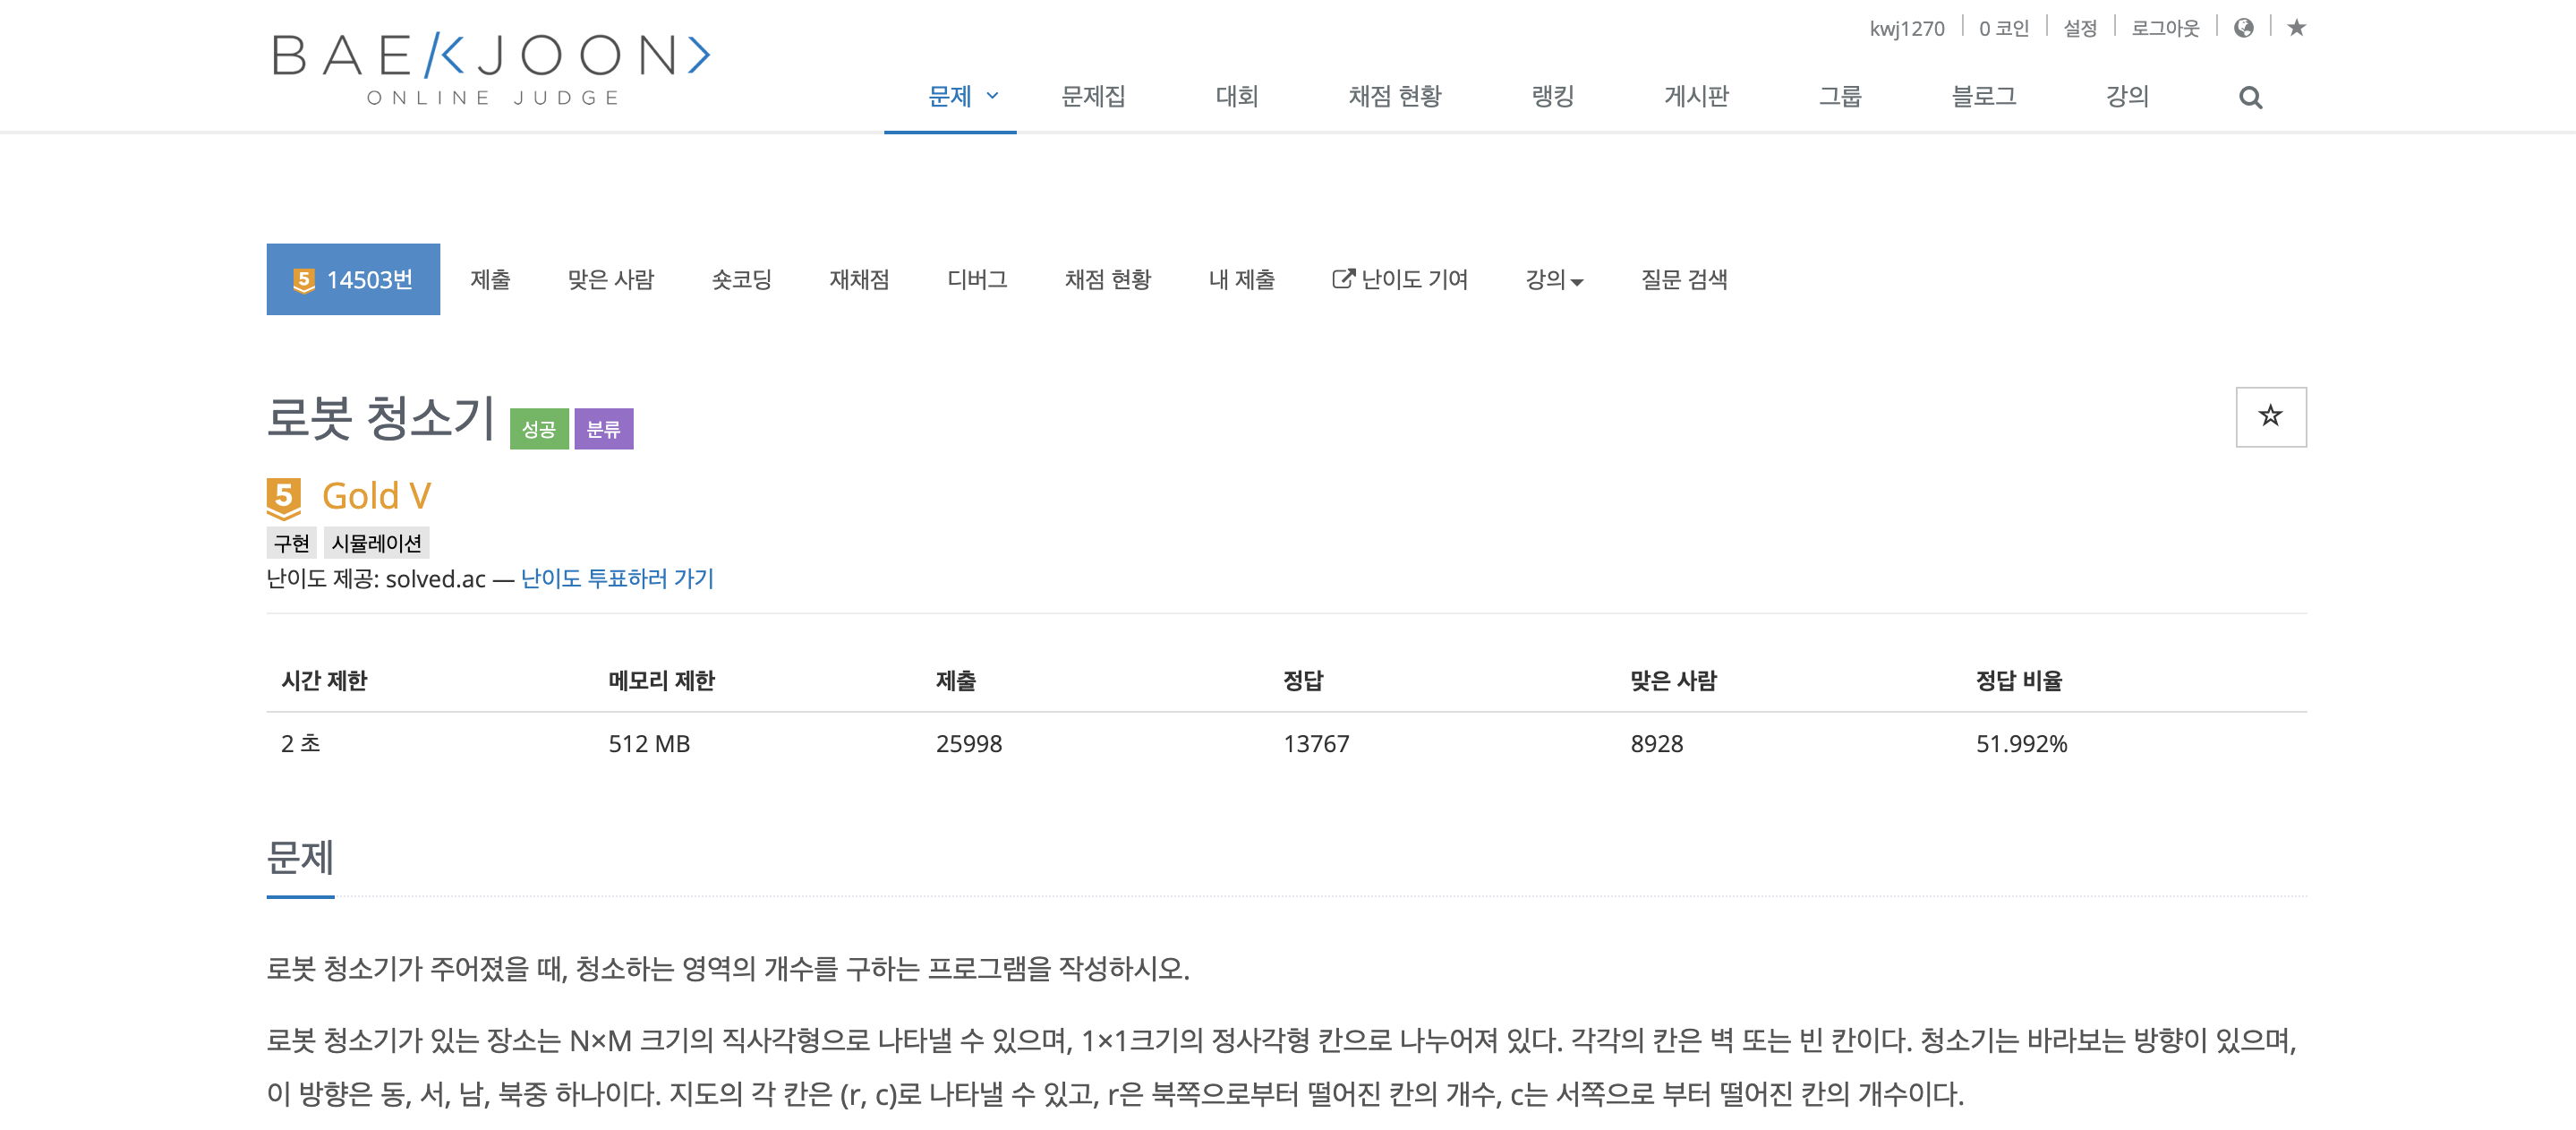 kwj1270 0 코인 설정 로그아웃
BAEKJOON>
ONLINE JUDGE
문제 문제집 대회 채점 현황 랭킹 게시판 그룹 블로그 강의
5 14503번 제출 맞은 사람 숏코딩 재채점 디버그 채점 현황 내 제출 난이도 기여 강의 질문 검색
로봇 청소기 성공 분류
5 Gold V
구현 시뮬레이션
난이도 제공: solved.ac — 난이도 투표하러 가기
시간 제한 메모리 제한 제출 정답 맞은 사람 정답 비율
2 초 512 MB 25998 13767 8928 51.992%
문제
로봇 청소기가 주어졌을 때, 청소하는 영역의 개수를 구하는 프로그램을 작성하시오.
로봇 청소기가 있는 장소는 N×M 크기의 직사각형으로 나타낼 수 있으며, 1×1크기의 정사각형 칸으로 나누어져 있다. 각각의 칸은 벽 또는 빈 칸이다. 청소기는 바라보는 방향이 있으며,
이 방향은 동, 서, 남, 북중 하나이다. 지도의 각 칸은 (r, c)로 나타낼 수 있고, r은 북쪽으로부터 떨어진 칸의 개수, c는 서쪽으로 부터 떨어진 칸의 개수이다.